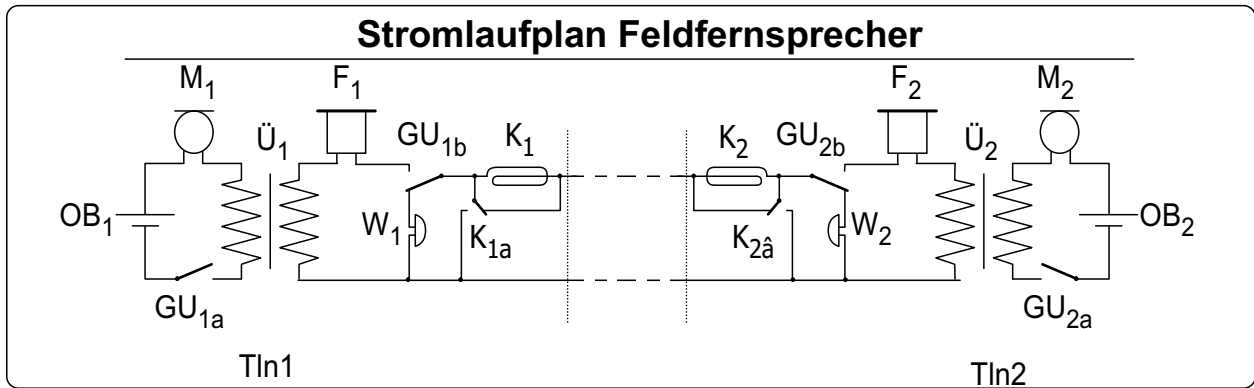 Stromlaufplan Feldfernsprecher
M1 F1 F2 M2
Ü1 GU1b K1 K2 GU2b Ü2
OB1 W1 K1a K2â W2 OB2
GU1a GU2a
Tln1 Tln2